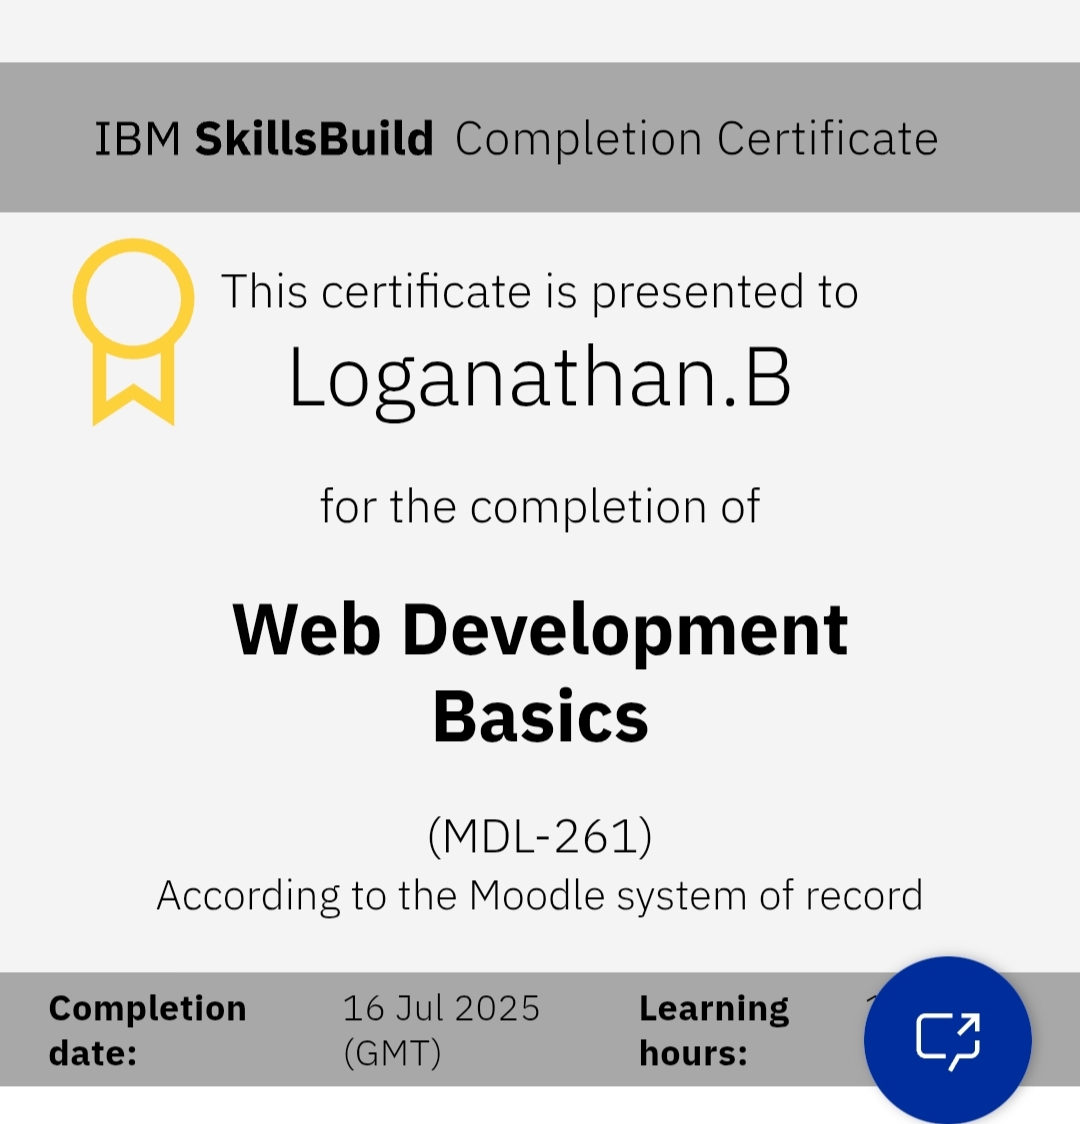 IBM SkillsBuild Completion Certificate
This certificate is presented to
Loganathan.B
for the completion of
Web Development
Basics
(MDL-261)
According to the Moodle system of record
Completion date: 16 Jul 2025 (GMT) Learning hours: